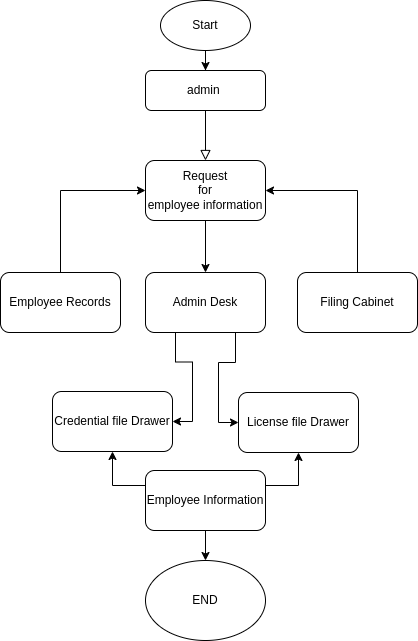 Start
admin
Request
for
employee information
Employee Records
Admin Desk
Filing Cabinet
Credential file Drawer
License file Drawer
Employee Information
END